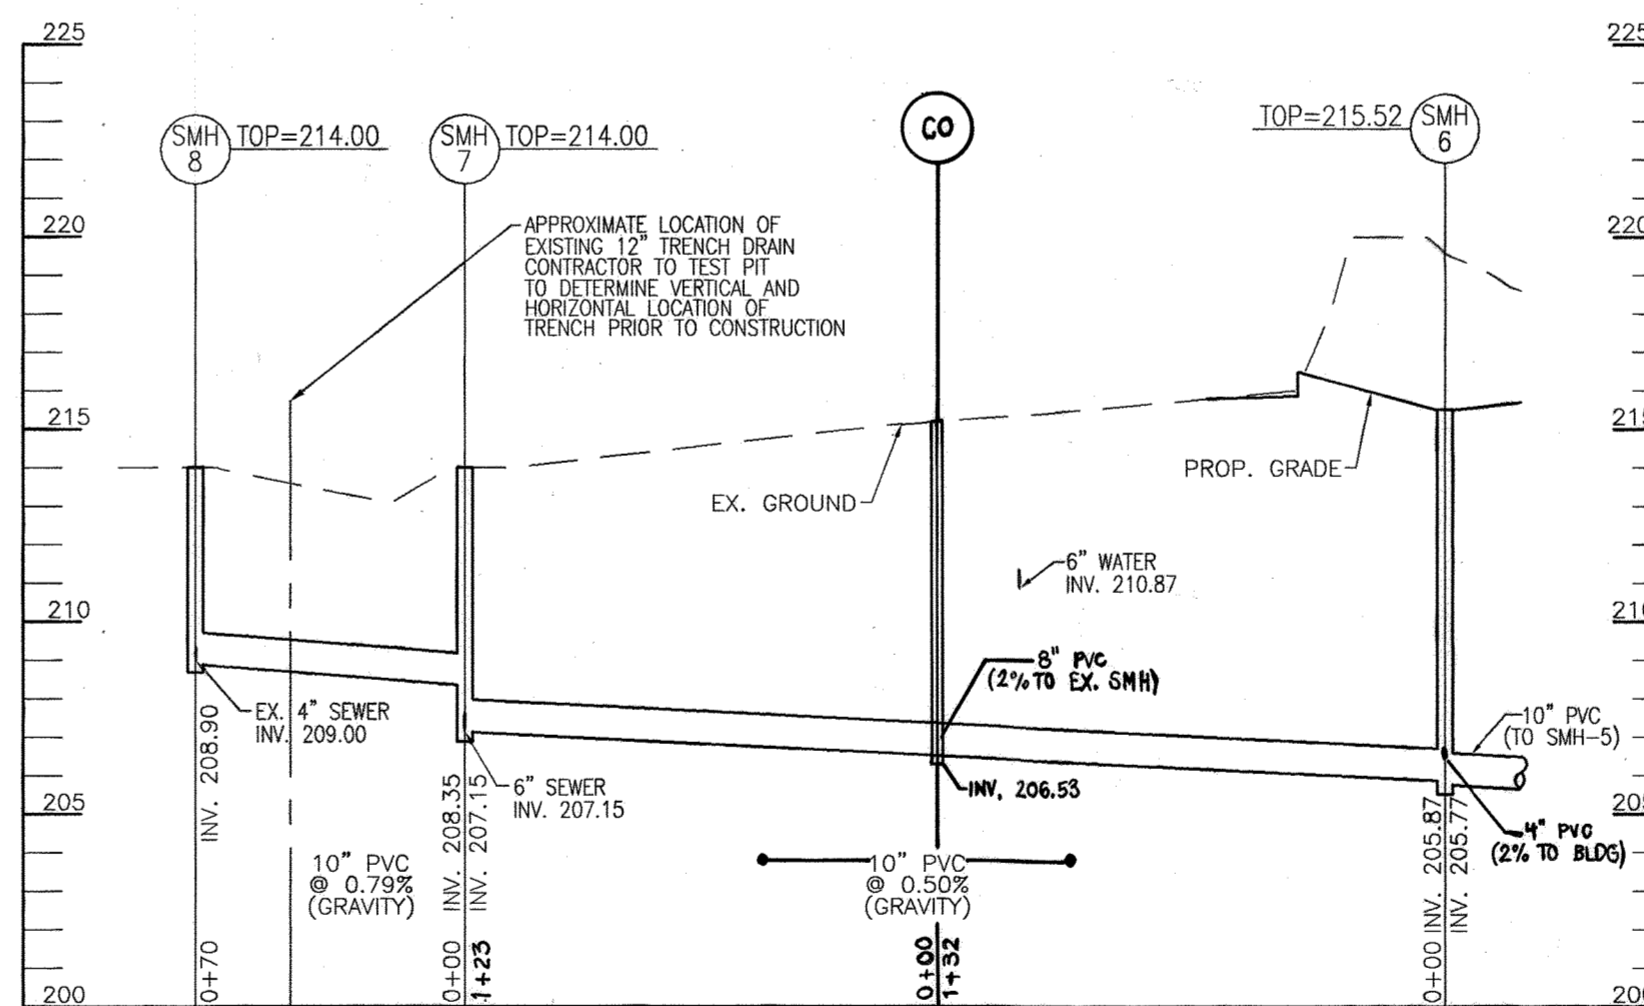 225
225
SMH
8
TOP=214.00
SMH
7
TOP=214.00
CO
TOP=215.52
SMH
6
220
220
APPROXIMATE LOCATION OF
EXISTING 12" TRENCH DRAIN
CONTRACTOR TO TEST PIT
TO DETERMINE VERTICAL AND
HORIZONTAL LOCATION OF
TRENCH PRIOR TO CONSTRUCTION
215
215
EX. GROUND
PROP. GRADE
6" WATER
INV. 210.87
210
210
8" PVC
(2% TO EX. SMH)
EX. 4" SEWER
INV. 209.00
10" PVC
(TO SMH-5)
6" SEWER
INV. 207.15
INV. 206.53
205
205
4" PVC
(2% TO BLDG)
INV. 208.90
INV. 208.35
INV. 207.15
INV. 205.87
INV. 205.77
10" PVC
@ 0.79%
(GRAVITY)
10" PVC
@ 0.50%
(GRAVITY)
0+70
0+00
1+23
0+00
1+32
0+00
200
200